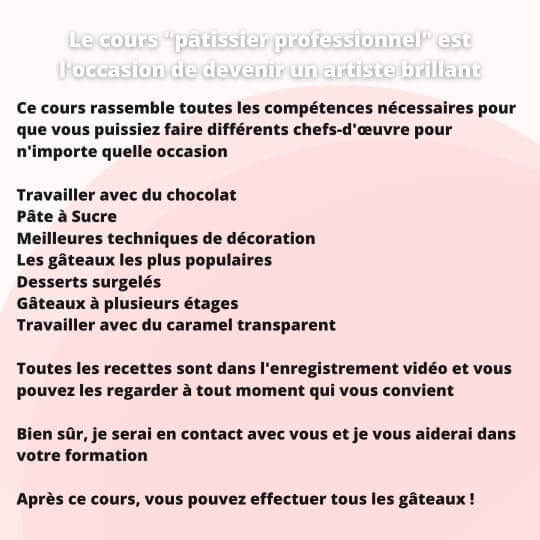 Le cours "pâtissier professionnel" est
l'occasion de devenir un artiste brillant
Ce cours rassemble toutes les compétences nécessaires pour
que vous puissiez faire différents chefs-d'œuvre pour
n'importe quelle occasion
Travailler avec du chocolat
Pâte à Sucre
Meilleures techniques de décoration
Les gâteaux les plus populaires
Desserts surgelés
Gâteaux à plusieurs étages
Travailler avec du caramel transparent
Toutes les recettes sont dans l'enregistrement vidéo et vous
pouvez les regarder à tout moment qui vous convient
Bien sûr, je serai en contact avec vous et je vous aiderai dans
votre formation
Après ce cours, vous pouvez effectuer tous les gâteaux !